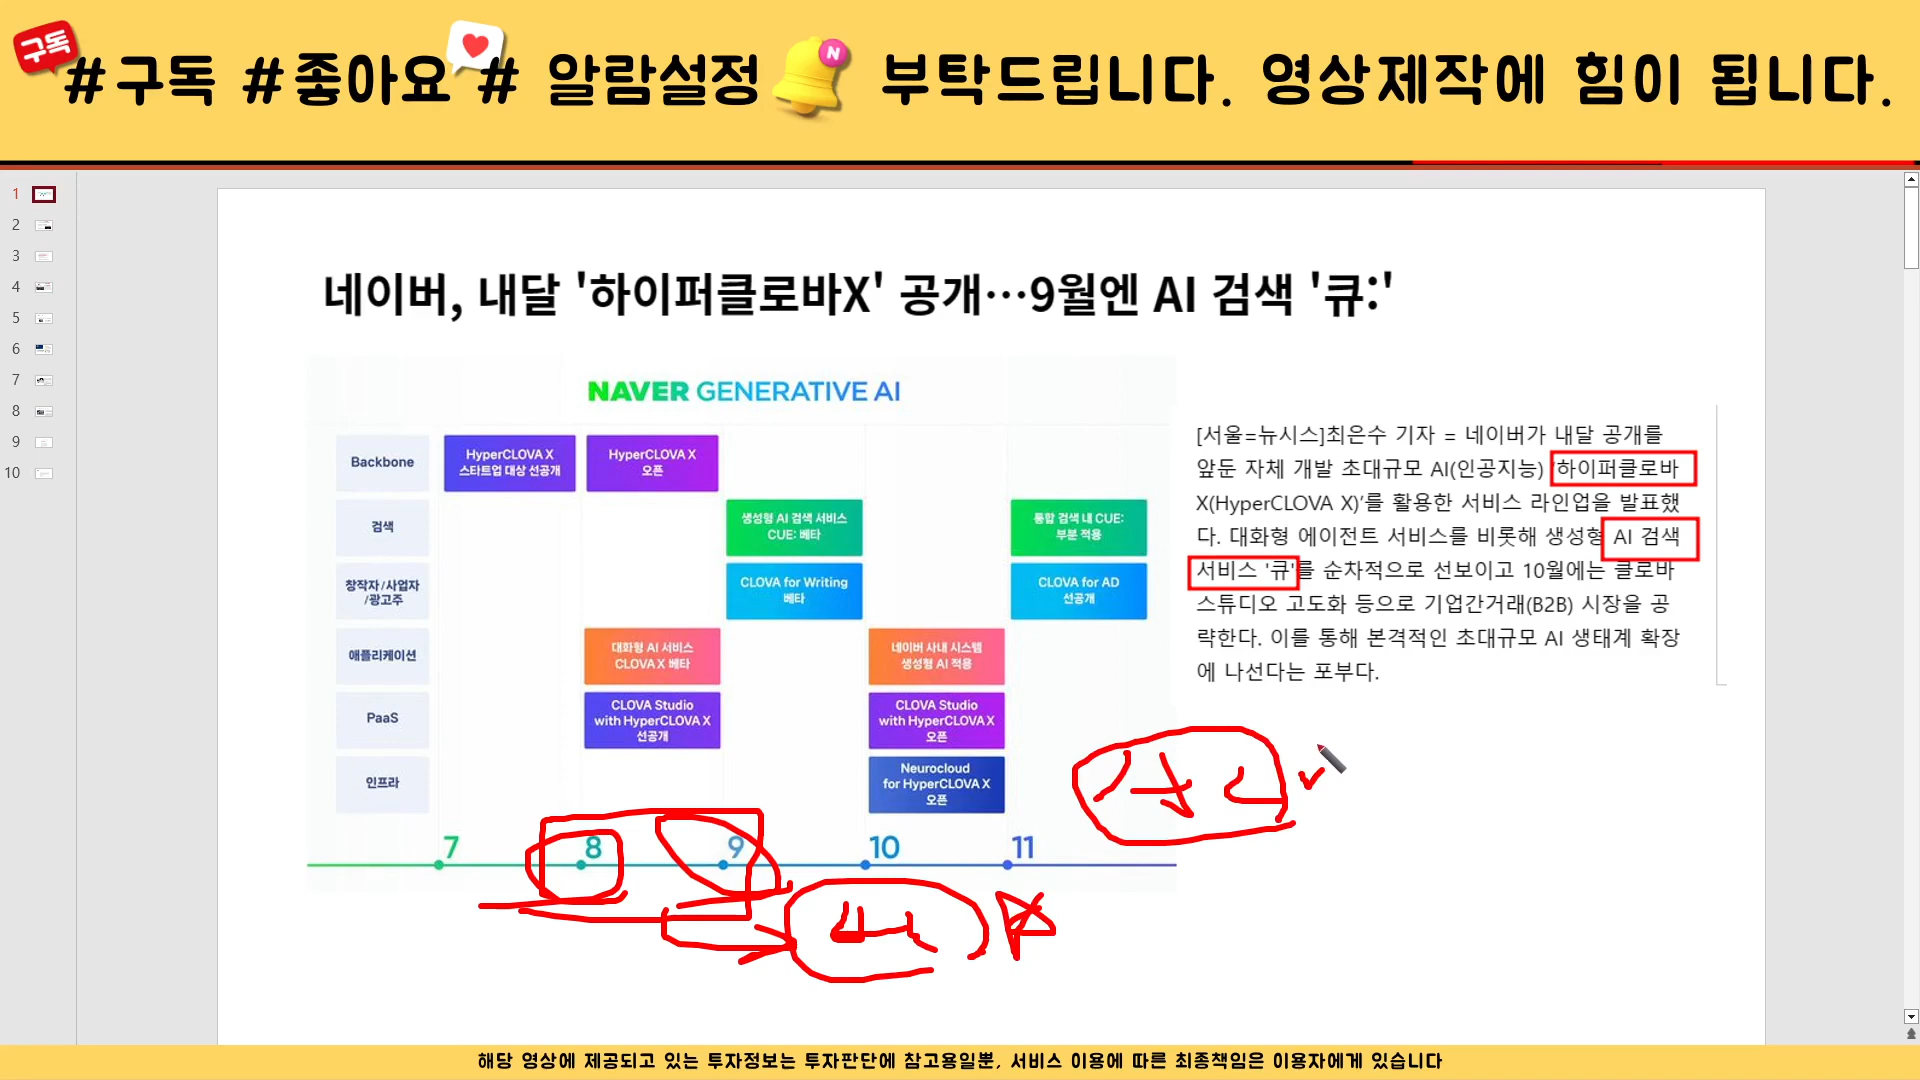 구독
#구독 #좋아요 # 알람설정 N 부탁드립니다. 영상제작에 힘이 됩니다.
1
2
3
4
5
6
7
8
9
10
네이버, 내달 '하이퍼클로바X' 공개…9월엔 AI 검색 '큐:'
NAVER GENERATIVE AI
Backbone
HyperCLOVA X
스타트업 대상 선공개
HyperCLOVA X
오픈
검색
생성형 AI 검색 서비스
CUE: 베타
통합 검색 내 CUE:
부분 적용
창작자/사업자
/광고주
CLOVA for Writing
베타
CLOVA for AD
선공개
애플리케이션
대화형 AI 서비스
CLOVA X 베타
네이버 사내 시스템
생성형 AI 적용
PaaS
CLOVA Studio
with HyperCLOVA X
선공개
CLOVA Studio
with HyperCLOVA X
오픈
인프라
Neurocloud
for HyperCLOVA X
오픈
7
8
9
10
11
[서울=뉴시스]최은수 기자 = 네이버가 내달 공개를
앞둔 자체 개발 초대규모 AI(인공지능) '하이퍼클로바
X(HyperCLOVA X)'를 활용한 서비스 라인업을 발표했
다. 대화형 에이전트 서비스를 비롯해 생성형 AI 검색
서비스 '큐'를 순차적으로 선보이고 10월에는 클로바
스튜디오 고도화 등으로 기업간거래(B2B) 시장을 공
략한다. 이를 통해 본격적인 초대규모 AI 생태계 확장
에 나선다는 포부다.
해당 영상에 제공되고 있는 투자정보는 투자판단에 참고용일뿐, 서비스 이용에 따른 최종책임은 이용자에게 있습니다